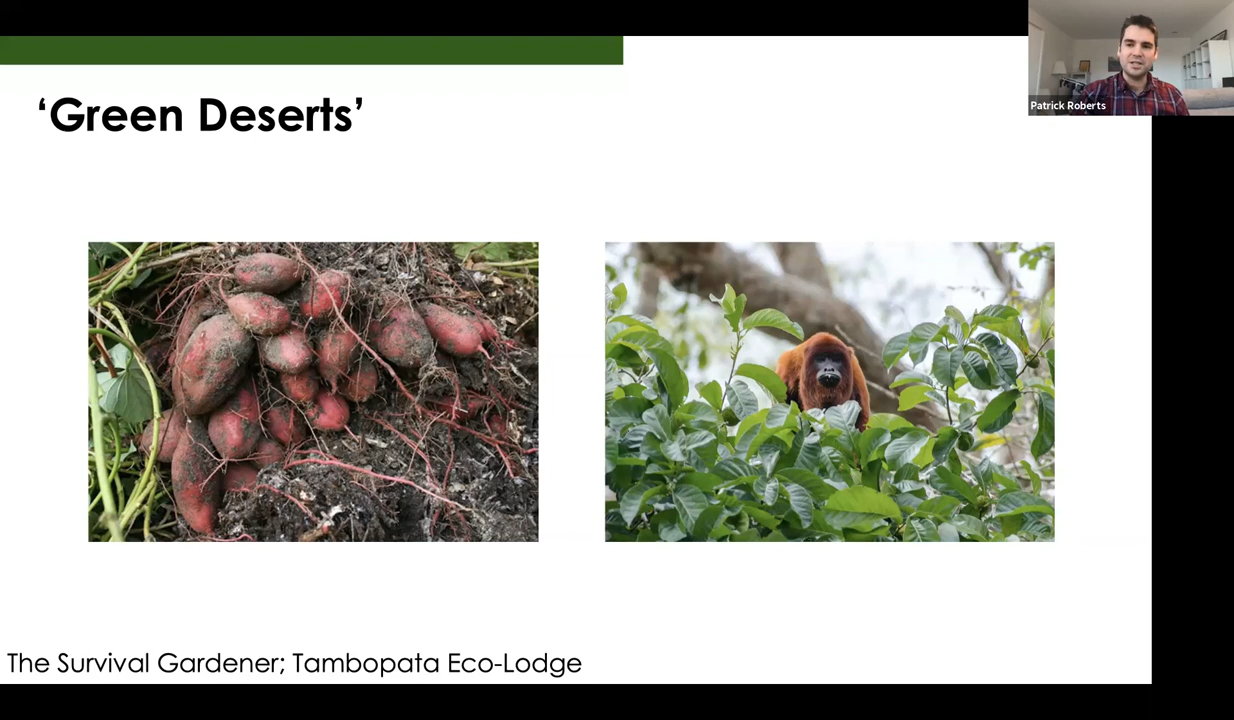 ‘Green Deserts’
Patrick Roberts
The Survival Gardener; Tambopata Eco-Lodge